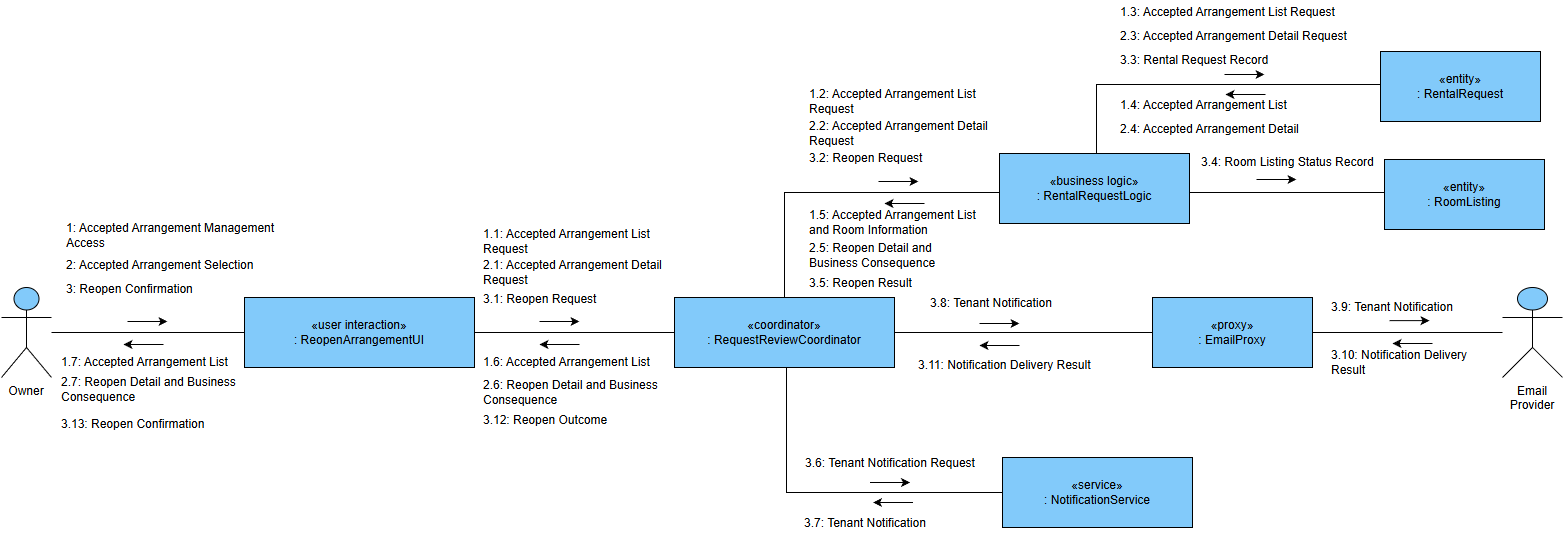 1.3: Accepted Arrangement List Request
2.3: Accepted Arrangement Detail Request
3.3: Rental Request Record
«entity»
: RentalRequest
1.4: Accepted Arrangement List
2.4: Accepted Arrangement Detail
1.2: Accepted Arrangement List
Request
2.2: Accepted Arrangement Detail
Request
3.2: Reopen Request
«business logic»
: RentalRequestLogic
3.4: Room Listing Status Record
«entity»
: RoomListing
1.5: Accepted Arrangement List
and Room Information
2.5: Reopen Detail and
Business Consequence
3.5: Reopen Result
1: Accepted Arrangement Management
Access
2: Accepted Arrangement Selection
3: Reopen Confirmation
1.1: Accepted Arrangement List
Request
2.1: Accepted Arrangement Detail
Request
3.1: Reopen Request
Owner
«user interaction»
: ReopenArrangementUI
«coordinator»
: RequestReviewCoordinator
3.8: Tenant Notification
3.11: Notification Delivery Result
«proxy»
: EmailProxy
3.9: Tenant Notification
3.10: Notification Delivery
Result
Email
Provider
1.7: Accepted Arrangement List
2.7: Reopen Detail and Business
Consequence
3.13: Reopen Confirmation
1.6: Accepted Arrangement List
2.6: Reopen Detail and Business
Consequence
3.12: Reopen Outcome
3.6: Tenant Notification Request
3.7: Tenant Notification
«service»
: NotificationService